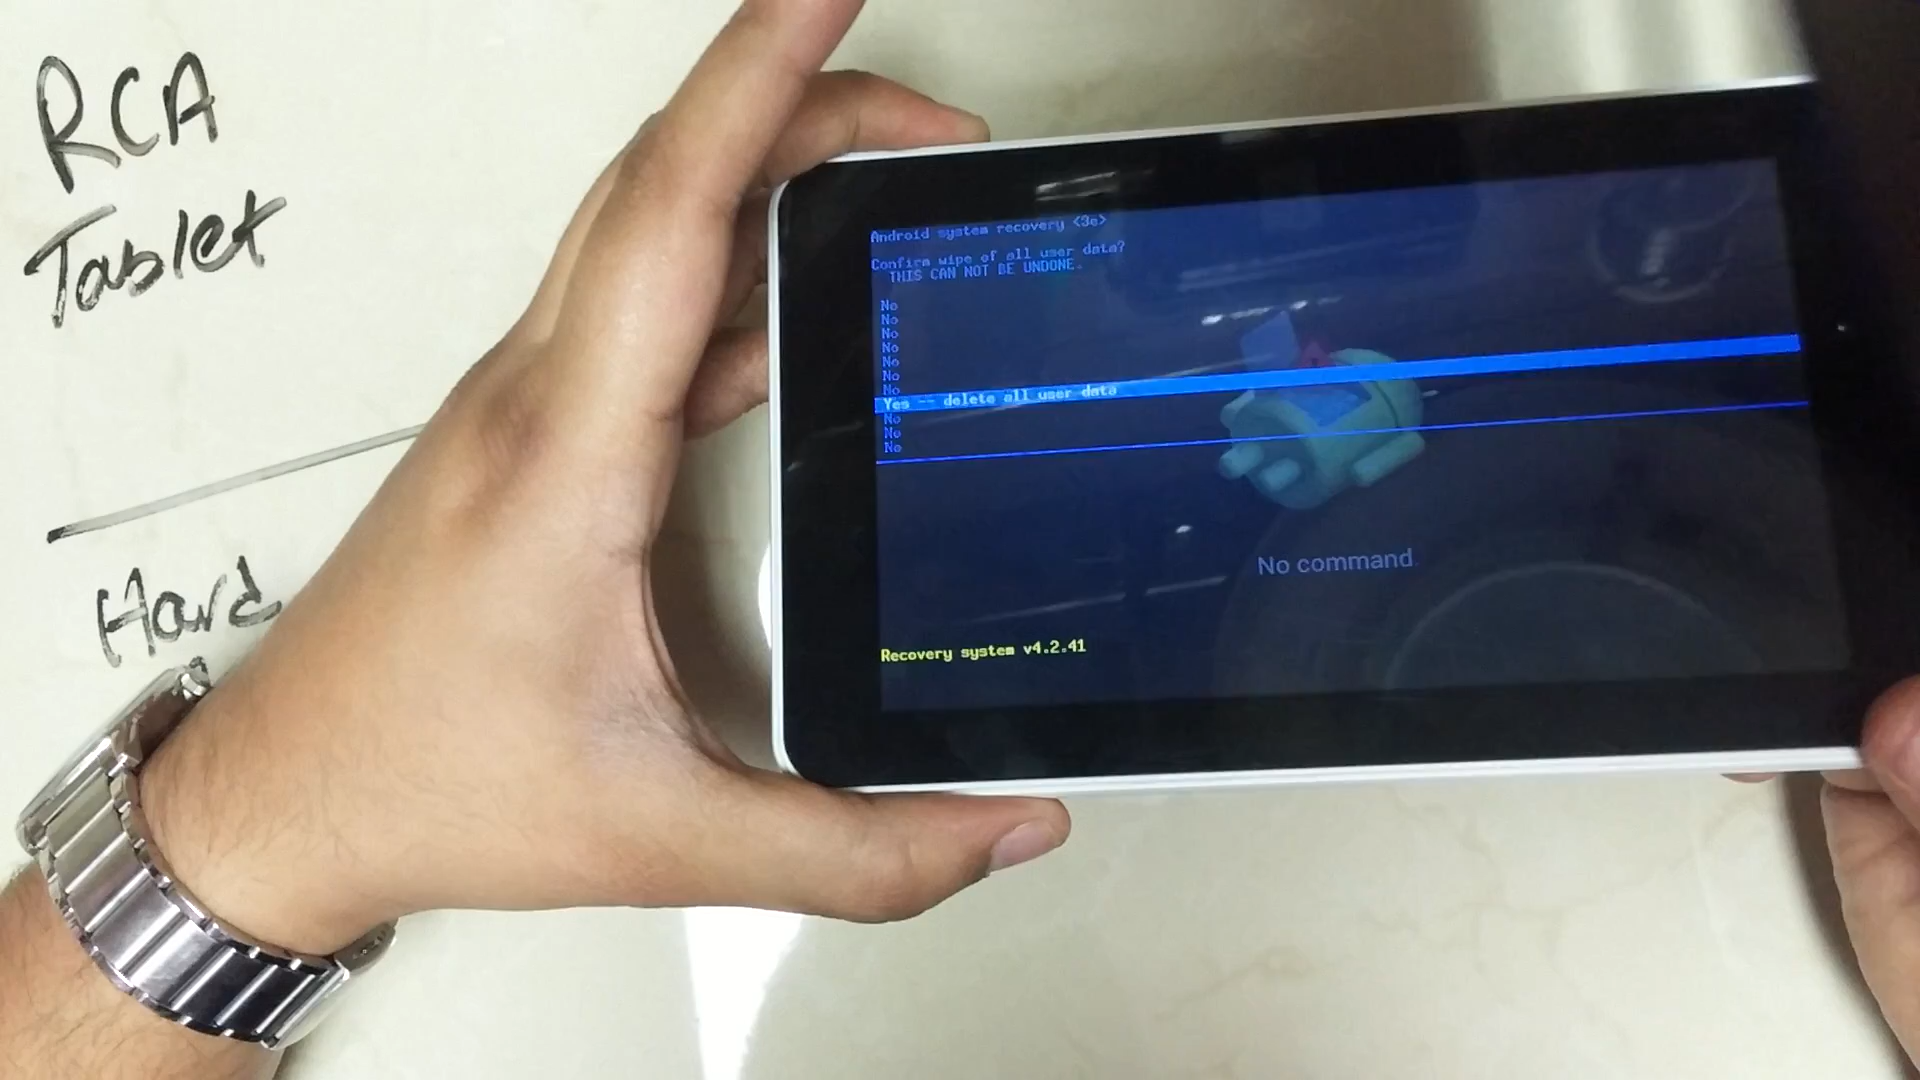 RCA
Tablet
Hard
Android system recovery <3e>
Confirm wipe of all user data?
THIS CAN NOT BE UNDONE.
No
No
No
No
No
No
No
Yes -- delete all user data
No
No
No
No command.
Recovery system v4.2.41